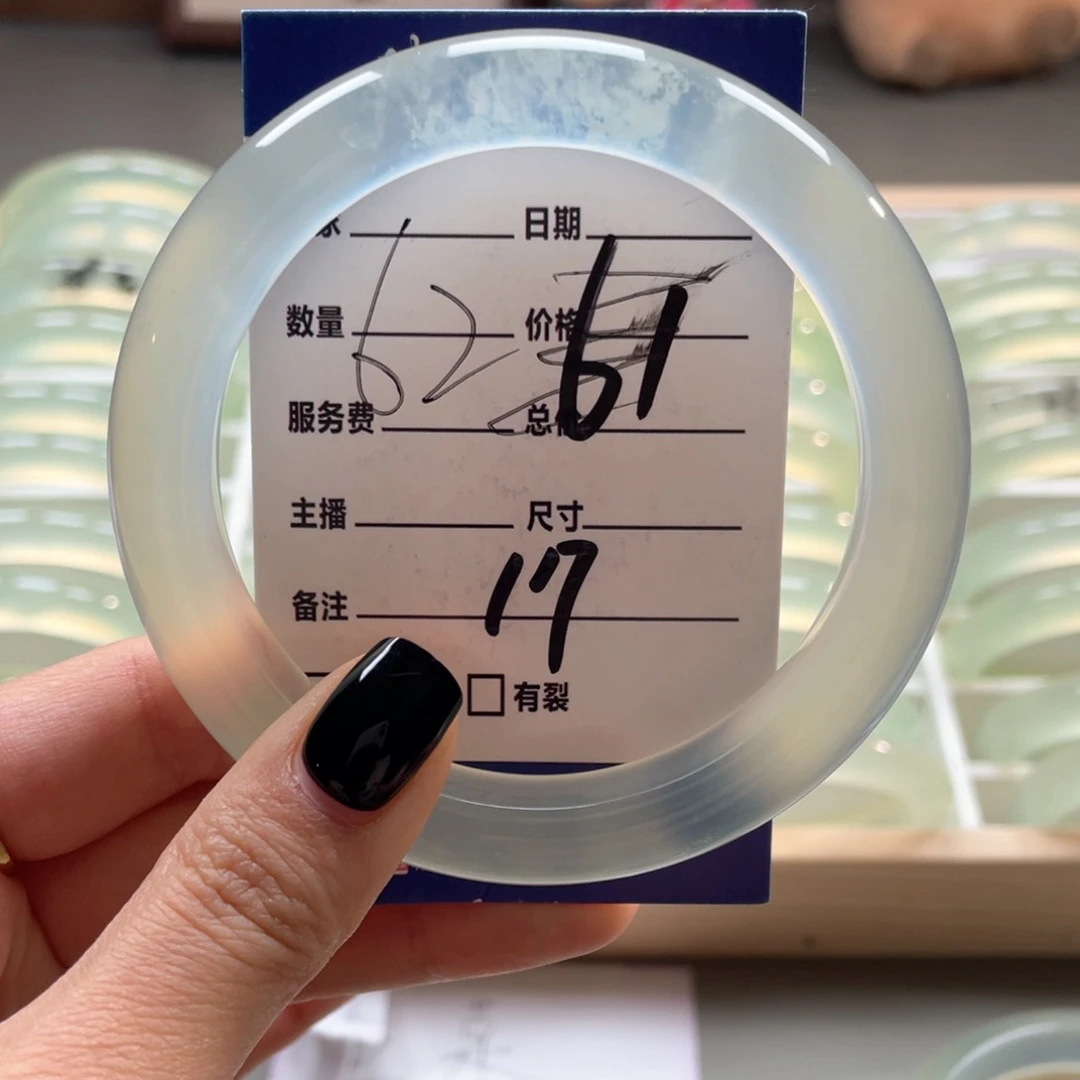 日期
数量 62 价格 61
服务费
主播 尺寸
备注 17
有裂